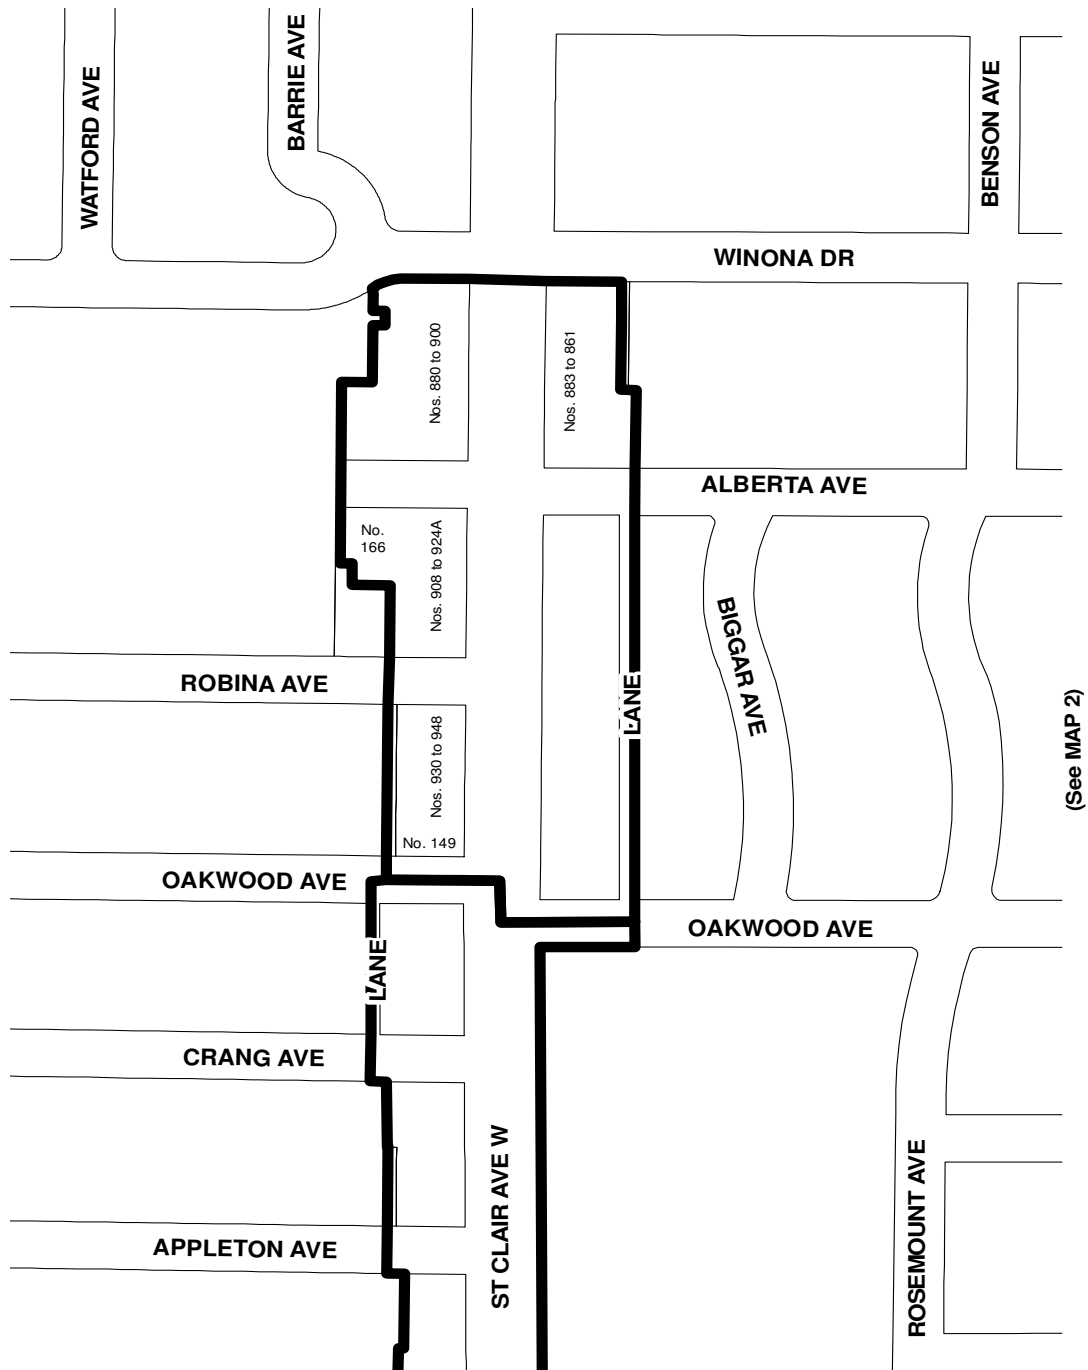 WATFORD AVE
BARRIE AVE
BENSON AVE
WINONA DR
Nos. 880 to 900
Nos. 883 to 861
ALBERTA AVE
No.
166
Nos. 908 to 924A
BIGGAR AVE
ROBINA AVE
LANE
(See MAP 2)
Nos. 930 to 948
No. 149
OAKWOOD AVE
OAKWOOD AVE
LANE
CRANG AVE
ST CLAIR AVE W
ROSEMOUNT AVE
APPLETON AVE